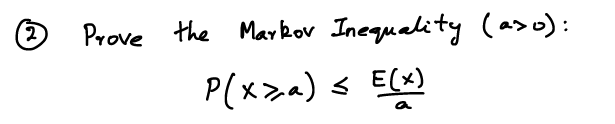 ② Prove the Markov Inequality (a>0):
P(X⩾a) ≤ E(X)/a